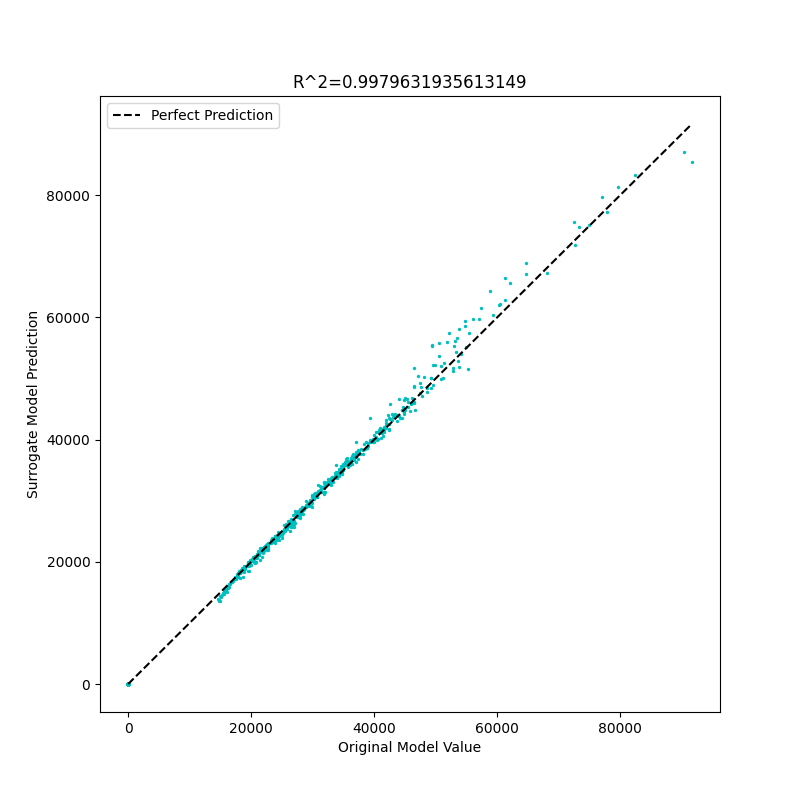 R^2=0.9979631935613149
Perfect Prediction
80000
60000
40000
20000
0
Surrogate Model Prediction
0 20000 40000 60000 80000
Original Model Value